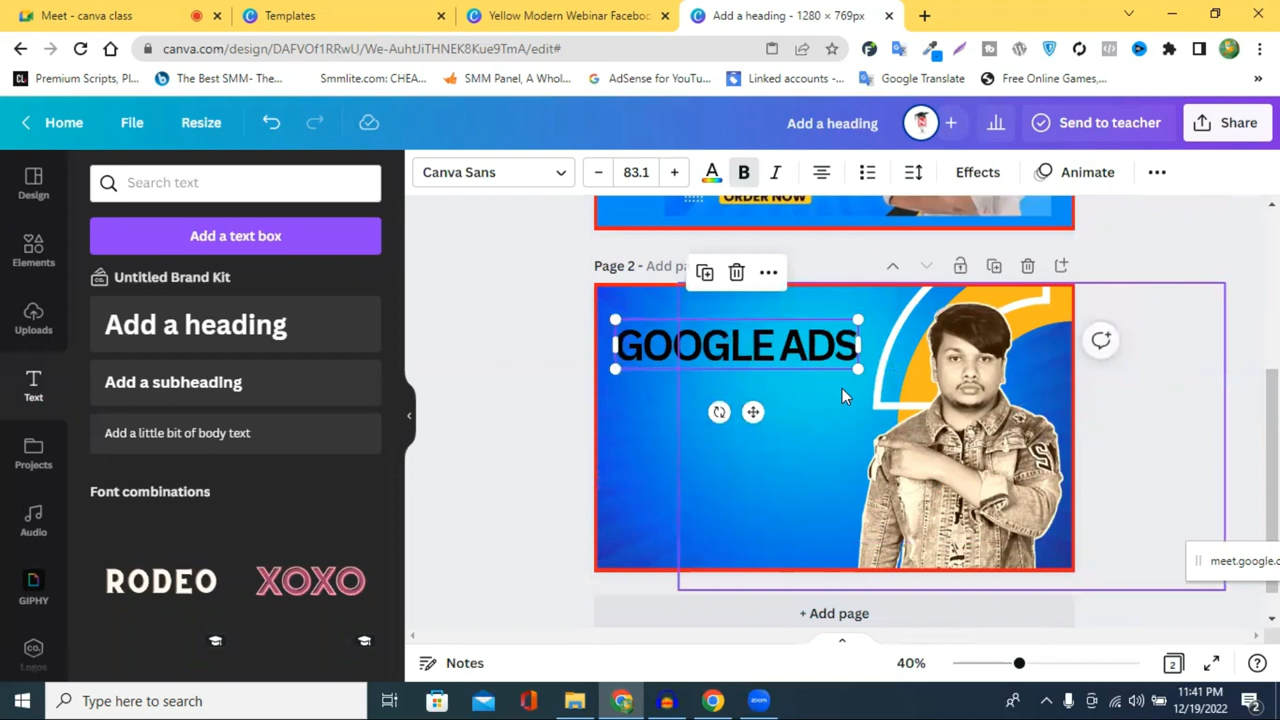 Meet - canva class
Templates
Yellow Modern Webinar Facebo
Add a heading - 1280 × 769px
canva.com/design/DAFVOf1RRwU/We-AuhtJiTHNEK8Kue9TmA/edit#
Premium Scripts, Pl...
The Best SMM- The...
Smmlite.com: CHEA...
SMM Panel, A Whol...
AdSense for YouTu...
Linked accounts -...
Google Translate
Free Online Games,...
Home
File
Resize
Add a heading
Send to teacher
Share
Design
Elements
Uploads
Text
Projects
Audio
GIPHY
Logos
Search text
Add a text box
Untitled Brand Kit
Add a heading
Add a subheading
Add a little bit of body text
Font combinations
RODEO
XOXO
Canva Sans
83.1
A
B
I
Effects
Animate
ORDER NOW
Page 2 - Add pa
GOOGLE ADS
S
meet.google.c
+ Add page
Notes
40%
2
Type here to search
zoom
11:41 PM
12/19/2022
2